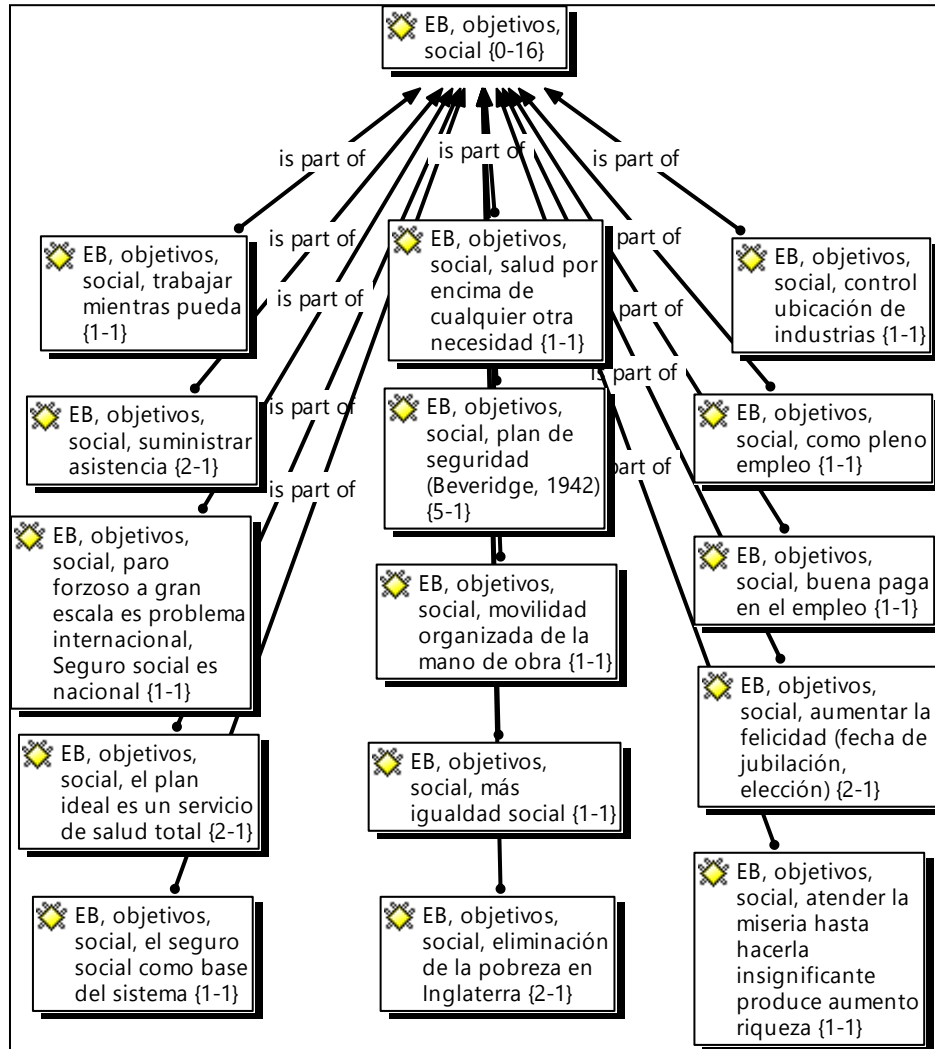 EB, objetivos,
social {0-16}
is part of
is part of
is part of
is part of
part of
is part of
is part of
is part of
part of
is part of
EB, objetivos,
social, trabajar
mientras pueda
{1-1}
EB, objetivos,
social, salud por
encima de
cualquier otra
necesidad {1-1}
EB, objetivos,
social, control
ubicación de
industrias {1-1}
EB, objetivos,
social, suministrar
asistencia {2-1}
EB, objetivos,
social, plan de
seguridad
(Beveridge, 1942)
{5-1}
EB, objetivos,
social, como pleno
empleo {1-1}
EB, objetivos,
social, paro
forzoso a gran
escala es problema
internacional,
Seguro social es
nacional {1-1}
EB, objetivos,
social, movilidad
organizada de la
mano de obra {1-1}
EB, objetivos,
social, buena paga
en el empleo {1-1}
EB, objetivos,
social, el plan
ideal es un servicio
de salud total {2-1}
EB, objetivos,
social, más
igualdad social {1-1}
EB, objetivos,
social, aumentar la
felicidad (fecha de
jubilación,
elección) {2-1}
EB, objetivos,
social, el seguro
social como base
del sistema {1-1}
EB, objetivos,
social, eliminación
de la pobreza en
Inglaterra {2-1}
EB, objetivos,
social, atender la
miseria hasta
hacerla
insignificante
produce aumento
riqueza {1-1}